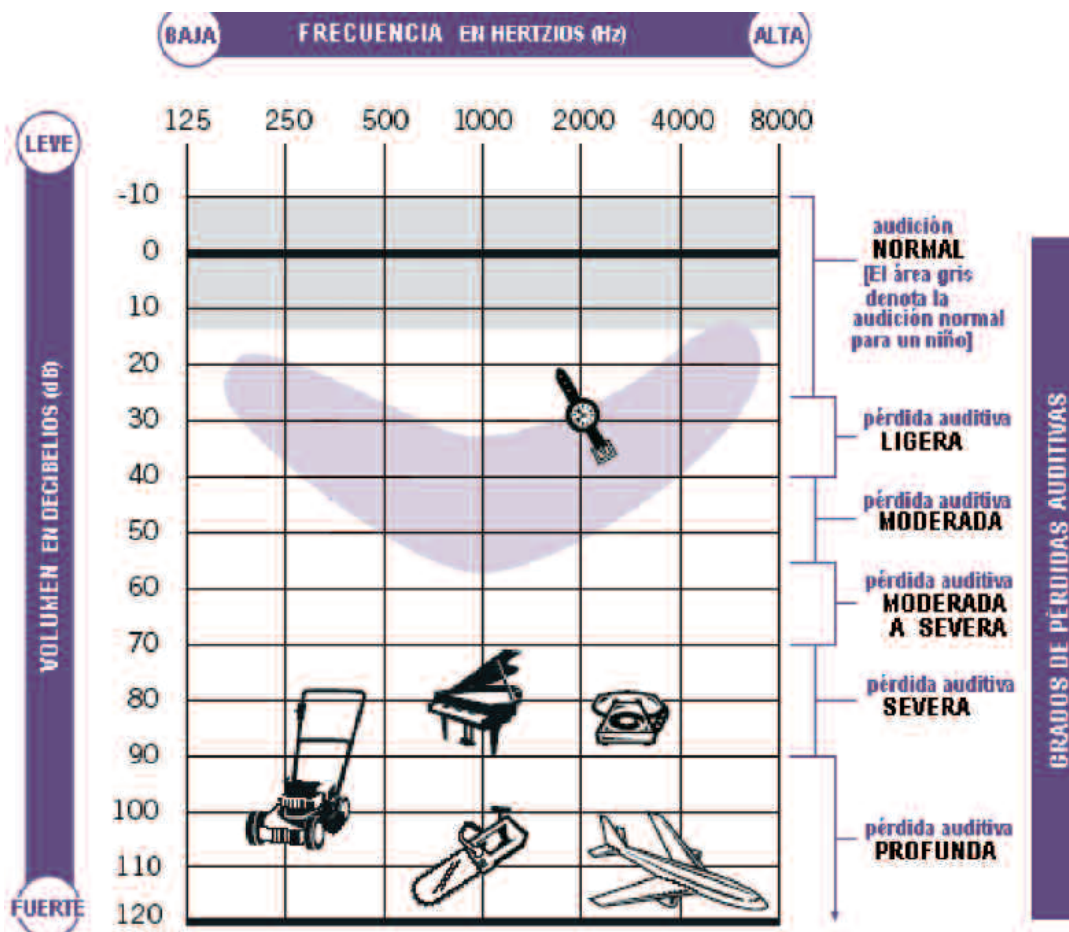 BAJA FRECUENCIA EN HERTZIOS (Hz) ALTA
125 250 500 1000 2000 4000 8000
LEVE
VOLUMEN EN DECIBELIOS (dB)
FUERTE
-10
0
10
20
30
40
50
60
70
80
90
100
110
120
audición
NORMAL
[El área gris
denota la
audición normal
para un niño]
pérdida auditiva
LIGERA
pérdida auditiva
MODERADA
pérdida auditiva
MODERADA
A SEVERA
pérdida auditiva
SEVERA
pérdida auditiva
PROFUNDA
GRADOS DE PÉRDIDAS AUDITIVAS